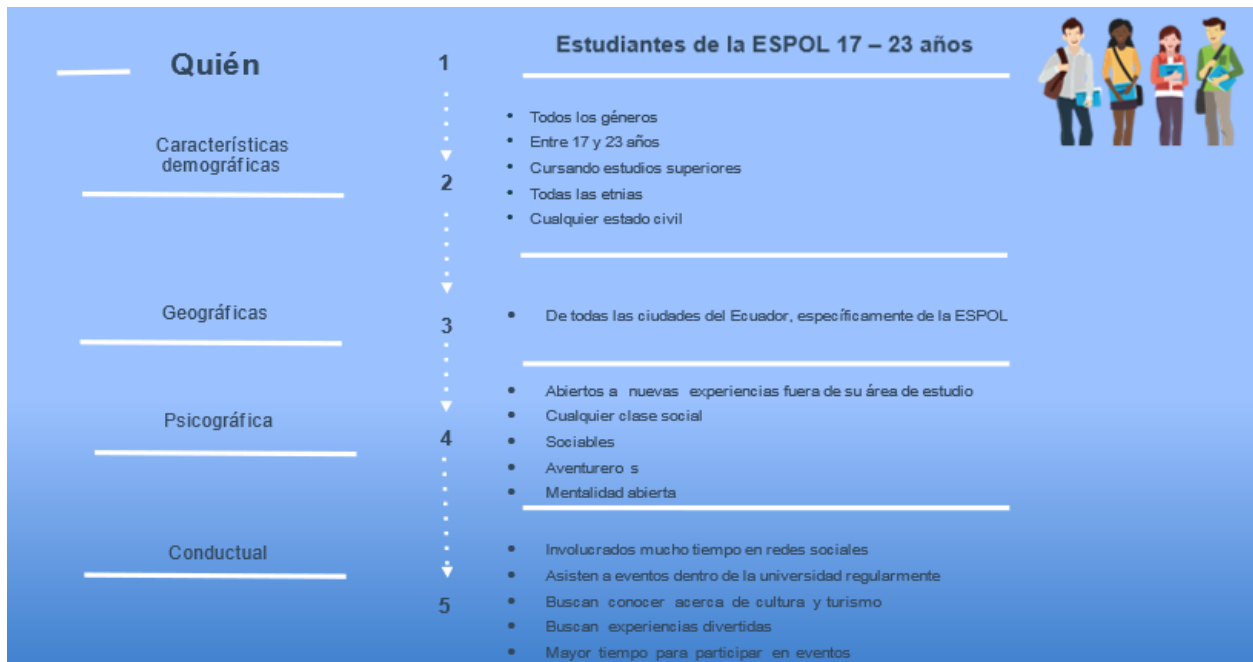 Quién
1
Estudiantes de la ESPOL 17 – 23 años
Características
demográficas
2
• Todos los géneros
• Entre 17 y 23 años
• Cursando estudios superiores
• Todas las etnias
• Cualquier estado civil
Geográficas
3
• De todas las ciudades del Ecuador, específicamente de la ESPOL
Psicográfica
4
• Abiertos a nuevas experiencias fuera de su área de estudio
• Cualquier clase social
• Sociables
• Aventurero s
• Mentalidad abierta
Conductual
5
• Involucrados mucho tiempo en redes sociales
• Asisten a eventos dentro de la universidad regularmente
• Buscan conocer acerca de cultura y turismo
• Buscan experiencias divertidas
• Mayor tiempo para participar en eventos